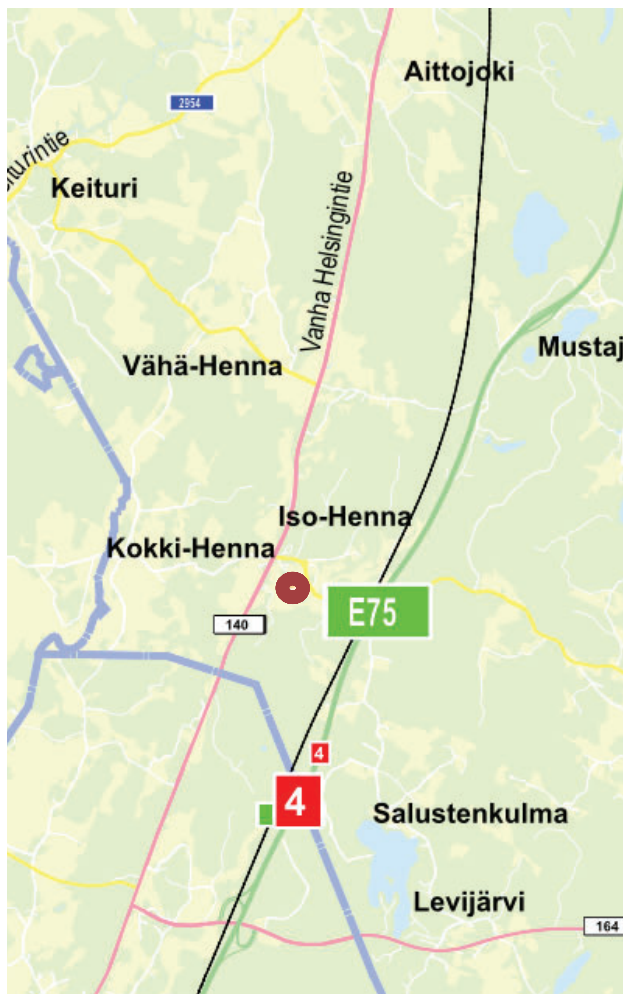 Aittojoki
2954
Keituri
Vanha Helsingintie
Vähä-Henna
Mustaj
Iso-Henna
Kokki-Henna
E75
140
4
4
Salustenkulma
Levijärvi
164